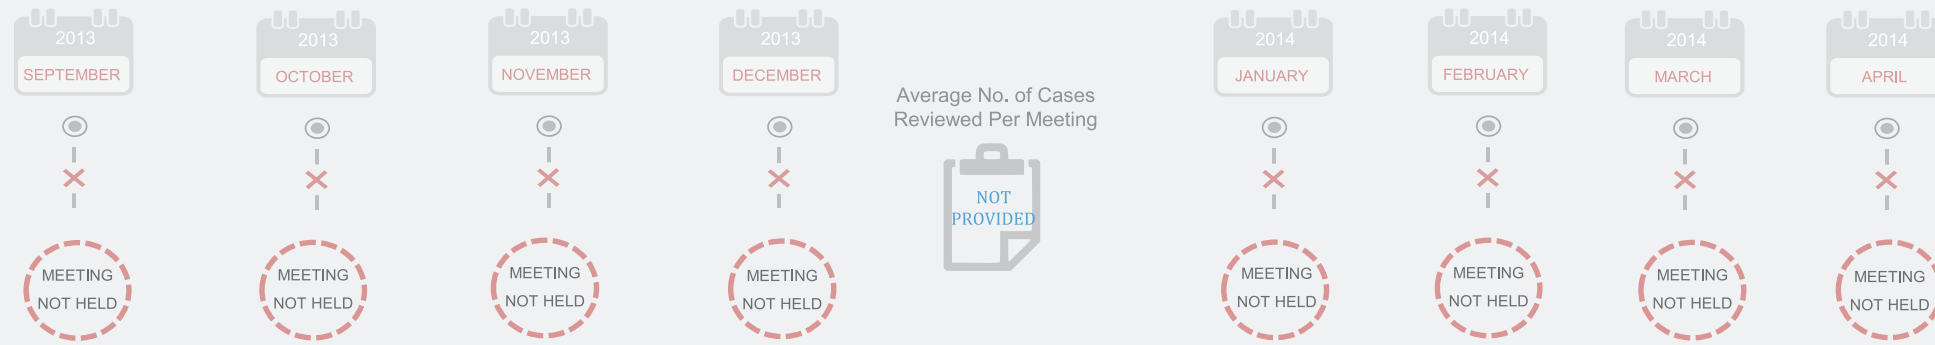 2013
SEPTEMBER
MEETING
NOT HELD
2013
OCTOBER
MEETING
NOT HELD
2013
NOVEMBER
MEETING
NOT HELD
2013
DECEMBER
MEETING
NOT HELD
Average No. of Cases
Reviewed Per Meeting
NOT
PROVIDED
2014
JANUARY
MEETING
NOT HELD
2014
FEBRUARY
MEETING
NOT HELD
2014
MARCH
MEETING
NOT HELD
2014
APRIL
MEETING
NOT HELD